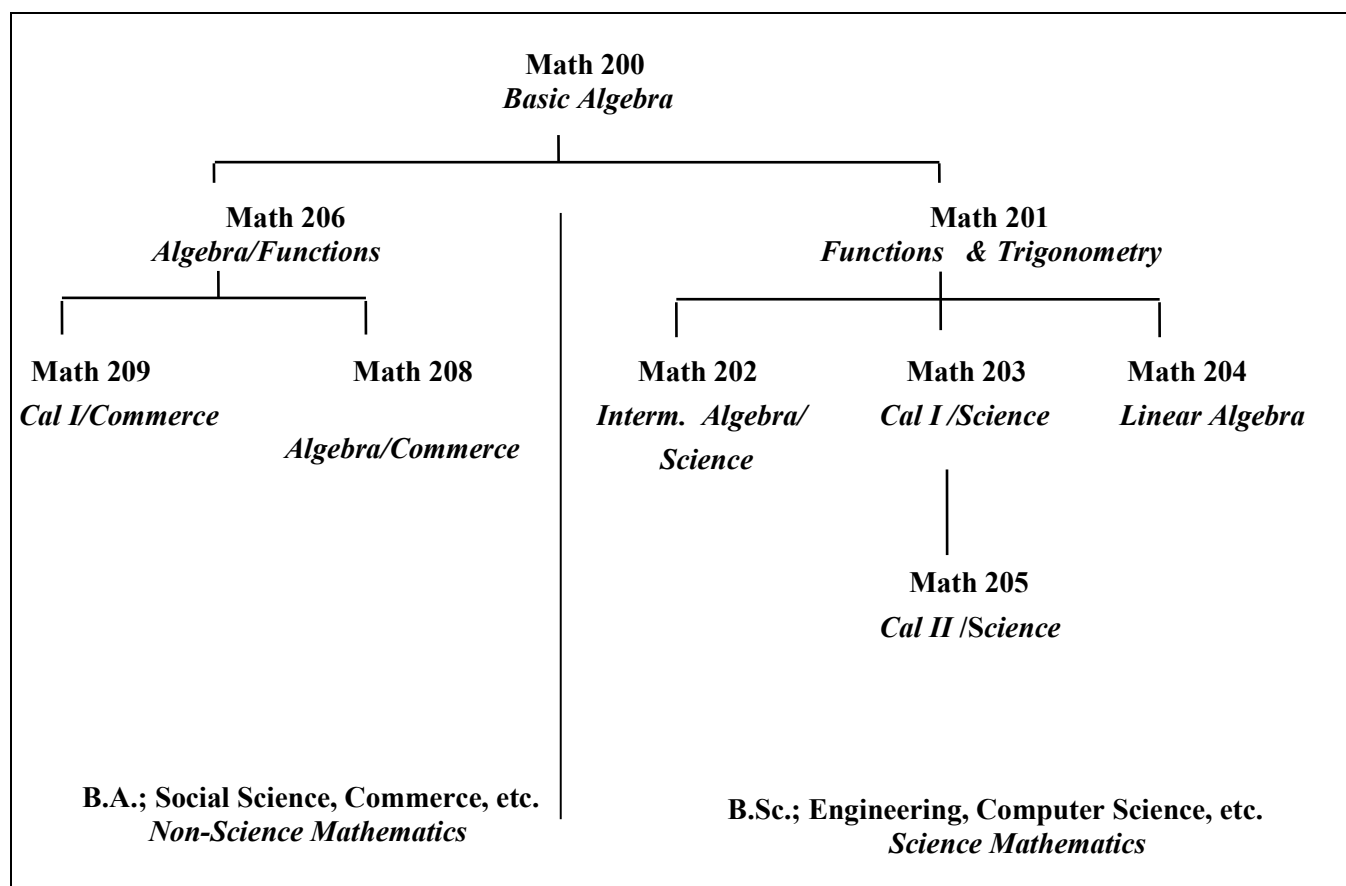 Math 200
Basic Algebra
Math 206
Algebra/Functions
Math 201
Functions & Trigonometry
Math 209
Cal I/Commerce
Math 208
Algebra/Commerce
Math 202
Interm. Algebra/
Science
Math 203
Cal I /Science
Math 204
Linear Algebra
Math 205
Cal II /Science
B.A.; Social Science, Commerce, etc.
Non-Science Mathematics
B.Sc.; Engineering, Computer Science, etc.
Science Mathematics